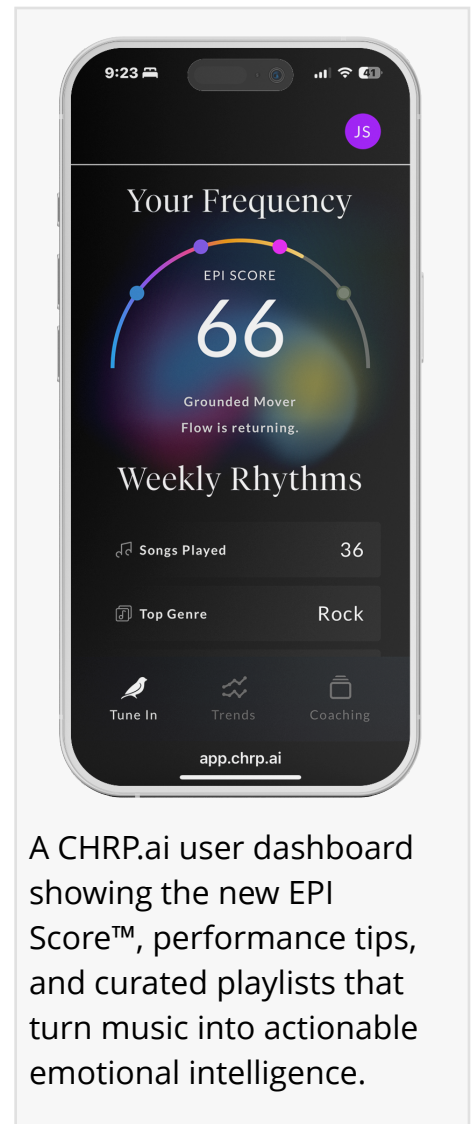 9:23
41
JS
Your Frequency
EPI SCORE
66
Grounded Mover
Flow is returning.
Weekly Rhythms
Songs Played 36
Top Genre Rock
Tune In Trends Coaching
app.chrp.ai
A CHRP.ai user dashboard
showing the new EPI
Score™, performance tips,
and curated playlists that
turn music into actionable
emotional intelligence.